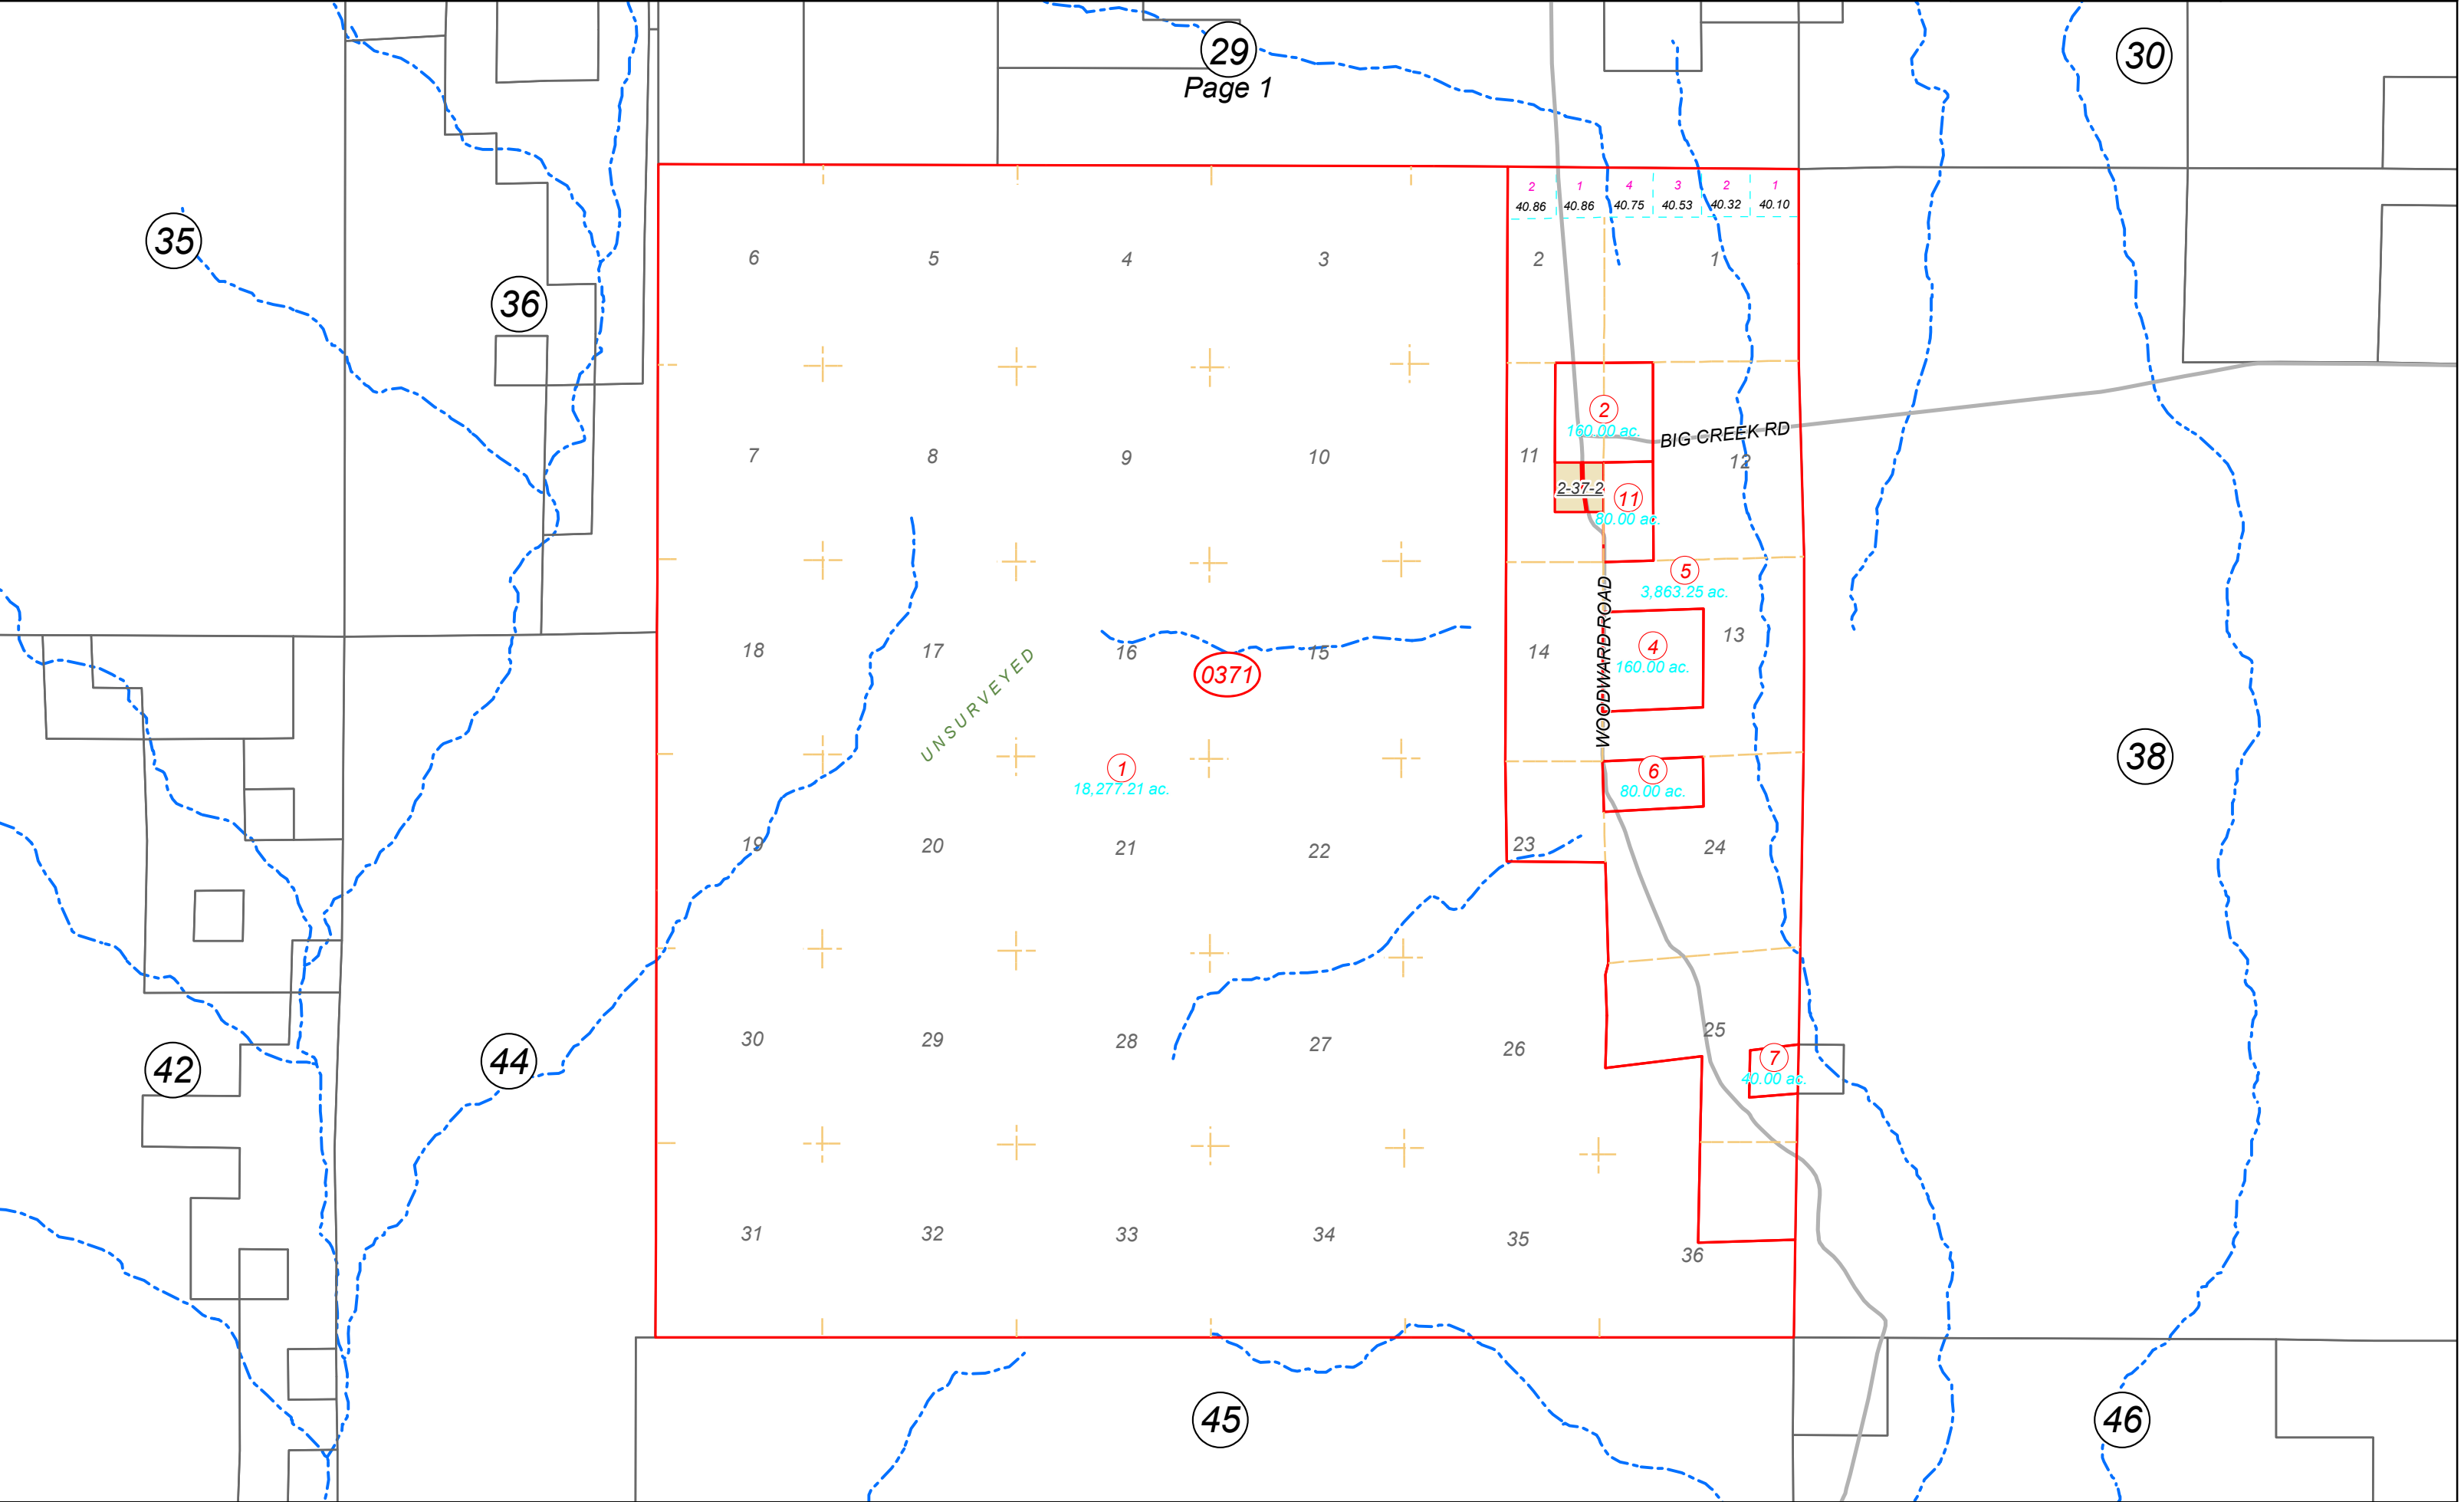 29
Page 1
30
2 1 4 3 2 1
40.86 40.86 40.75 40.53 40.32 40.10
35
6 5 4 3 2 1
36
2
160.00 ac.
BIG CREEK RD
7 8 9 10 11 12
2-37-2
11
80.00 ac.
5
3,863.25 ac.
WOODWARD ROAD
13
4
160.00 ac.
18 17 16 15 14
UNSURVEYED
0371
38
1
18,277.21 ac.
6
80.00 ac.
19 20 21 22 23 24
25
30 29 28 27 26
7
40.00 ac.
42
44
31 32 33 34 35 36
45
46